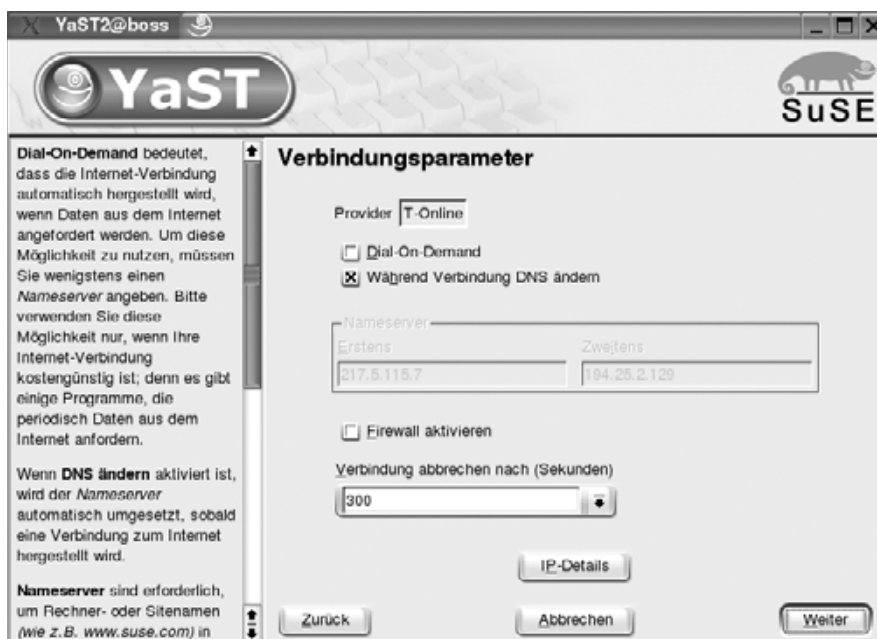 YaST2@boss
YaST
SuSE
Dial-On-Demand bedeutet,
dass die Internet-Verbindung
automatisch hergestellt wird,
wenn Daten aus dem Internet
angefordert werden. Um diese
Möglichkeit zu nutzen, müssen
Sie wenigstens einen
Nameserver angeben. Bitte
verwenden Sie diese
Möglichkeit nur, wenn Ihre
Internet-Verbindung
kostengünstig ist; denn es gibt
einige Programme, die
periodisch Daten aus dem
Internet anfordern.
Wenn DNS ändern aktiviert ist,
wird der Nameserver
automatisch umgesetzt, sobald
eine Verbindung zum Internet
hergestellt wird.
Nameserver sind erforderlich,
um Rechner- oder Sitenamen
(wie z.B. www.suse.com) in
Verbindungsparameter
Provider T-Online
Dial-On-Demand
Während Verbindung DNS ändern
Nameserver
Erstens Zweitens
217.5.115.7 194.25.2.129
Firewall aktivieren
Verbindung abbrechen nach (Sekunden)
300
IP-Details
Zurück Abbrechen Weiter